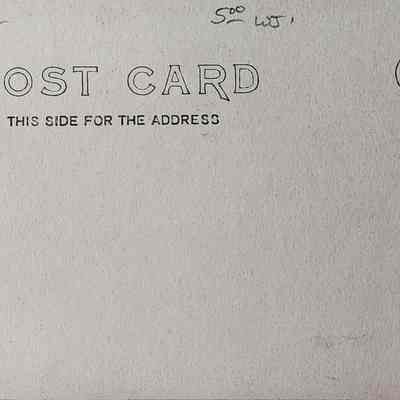 5.00 WJ
OST CARD
THIS SIDE FOR THE ADDRESS